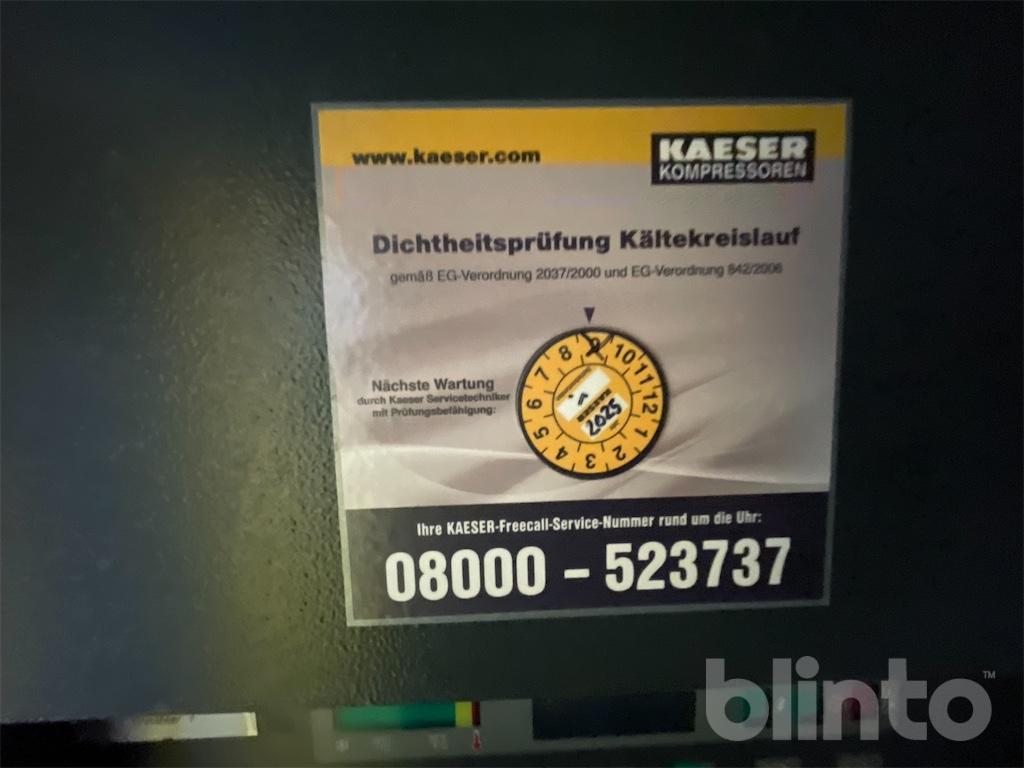 www.kaeser.com
KAESER
KOMPRESSOREN
Dichtheitsprüfung Kältekreislauf
gemäß EG-Verordnung 2037/2000 und EG-Verordnung 842/2006
Nächste Wartung
durch Kaeser Servicetechniker
mit Prüfungsbefähigung:
1 2 3 4 5 6 7 8 9 10 11 12
2025
Ihre KAESER-Freecall-Service-Nummer rund um die Uhr:
08000 – 523737
blinto™